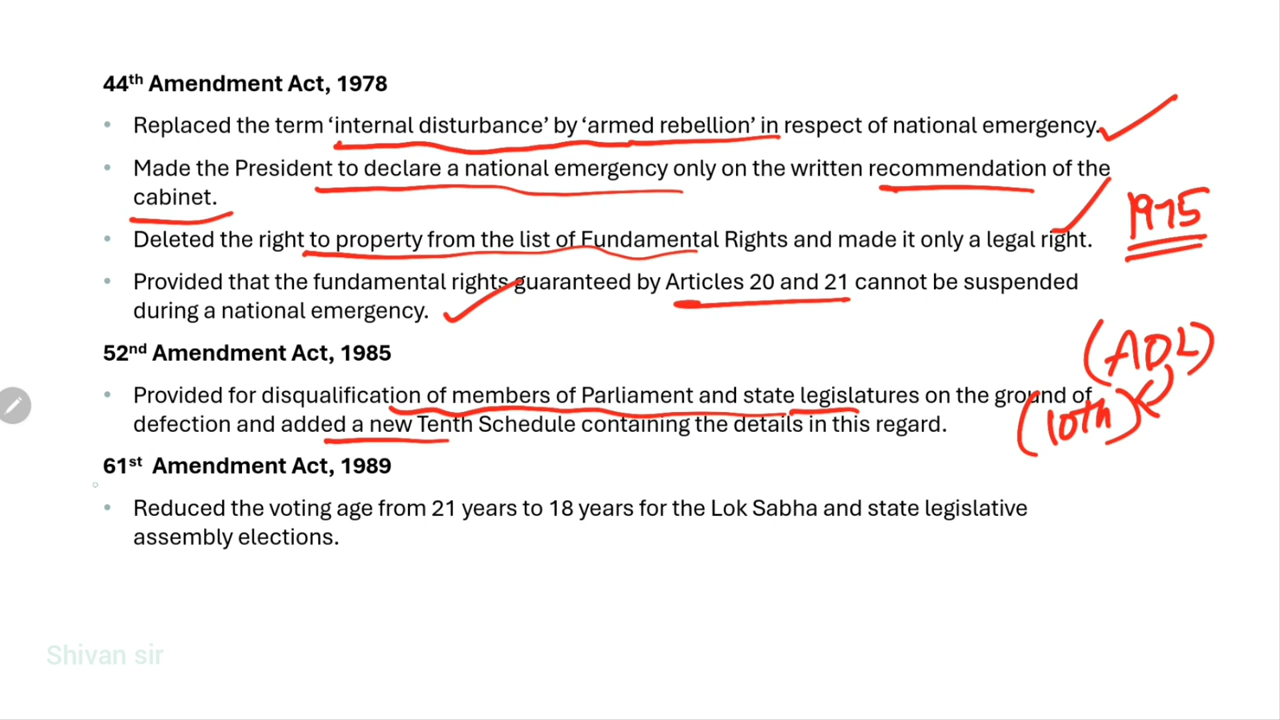 44th Amendment Act, 1978
• Replaced the term ‘internal disturbance’ by ‘armed rebellion’ in respect of national emergency.
• Made the President to declare a national emergency only on the written recommendation of the
cabinet.
1975
• Deleted the right to property from the list of Fundamental Rights and made it only a legal right.
• Provided that the fundamental rights guaranteed by Articles 20 and 21 cannot be suspended
during a national emergency.
52nd Amendment Act, 1985
(ADL)
• Provided for disqualification of members of Parliament and state legislatures on the ground of
defection and added a new Tenth Schedule containing the details in this regard.
(10th)
61st Amendment Act, 1989
• Reduced the voting age from 21 years to 18 years for the Lok Sabha and state legislative
assembly elections.
Shivan sir